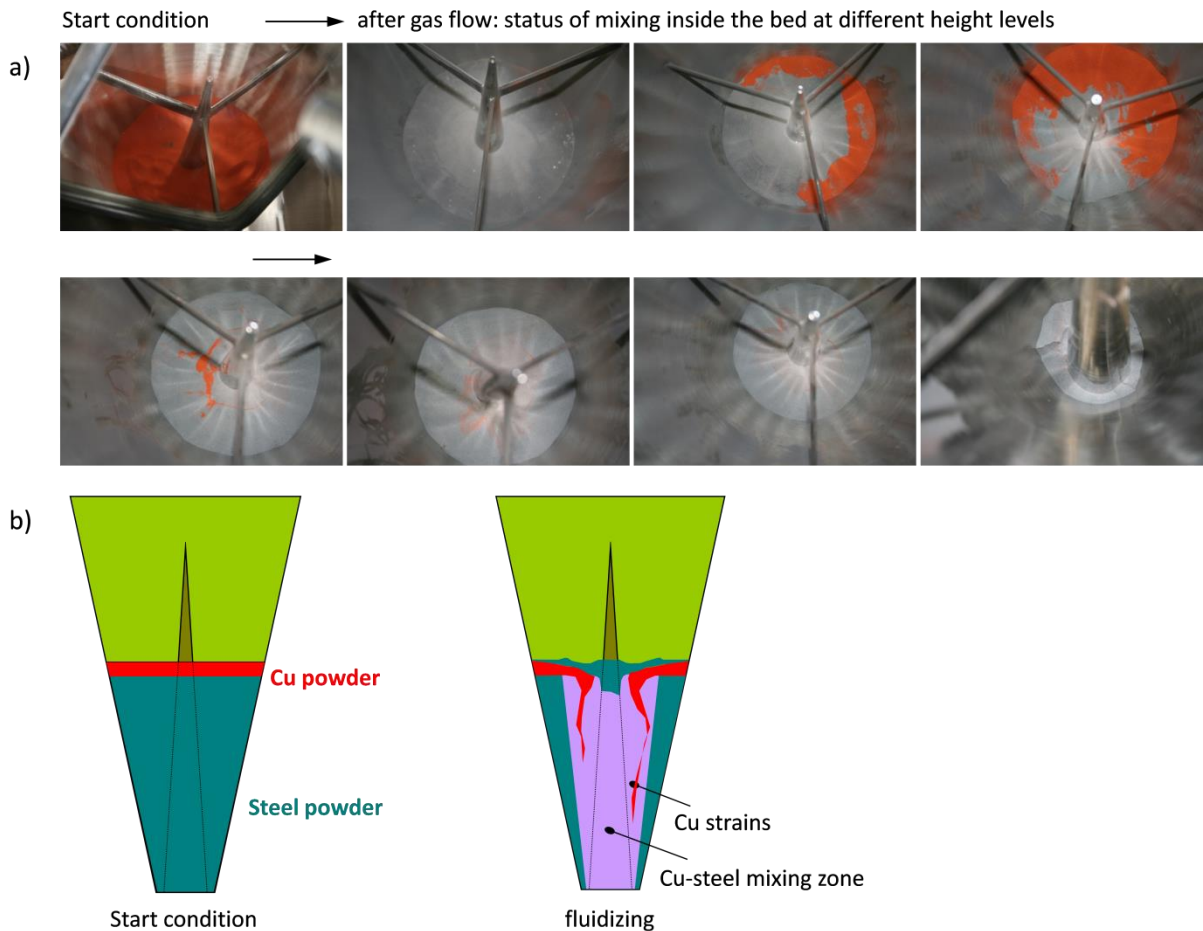 Start condition
after gas flow: status of mixing inside the bed at different height levels
a)
b)
Cu powder
Steel powder
Cu strains
Cu-steel mixing zone
Start condition
fluidizing